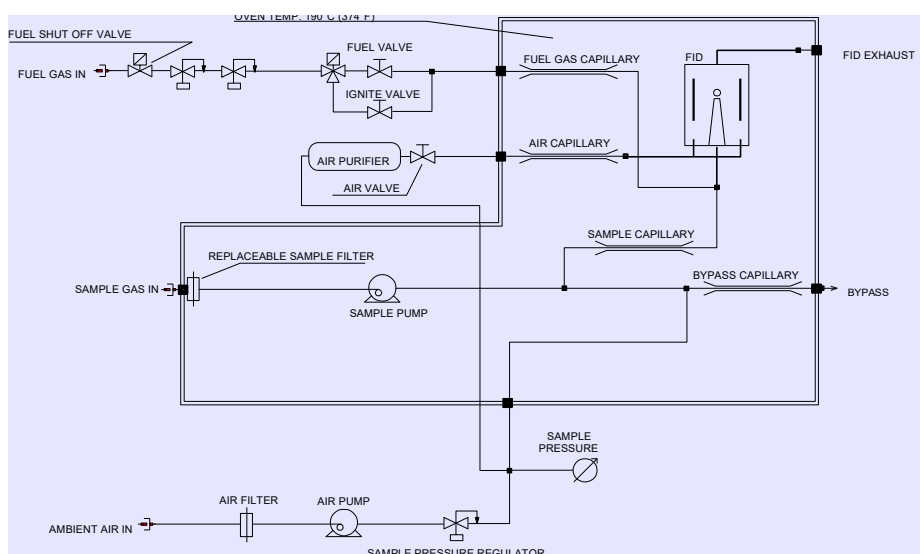 OVEN TEMP. 190°C (374°F)
FUEL SHUT OFF VALVE
FUEL VALVE
FID EXHAUST
FUEL GAS IN
FUEL GAS CAPILLARY
FID
IGNITE VALVE
AIR CAPILLARY
AIR PURIFIER
AIR VALVE
SAMPLE CAPILLARY
REPLACEABLE SAMPLE FILTER
BYPASS CAPILLARY
SAMPLE GAS IN
BYPASS
SAMPLE PUMP
SAMPLE
PRESSURE
AIR FILTER
AIR PUMP
AMBIENT AIR IN
SAMPLE PRESSURE REGULATOR